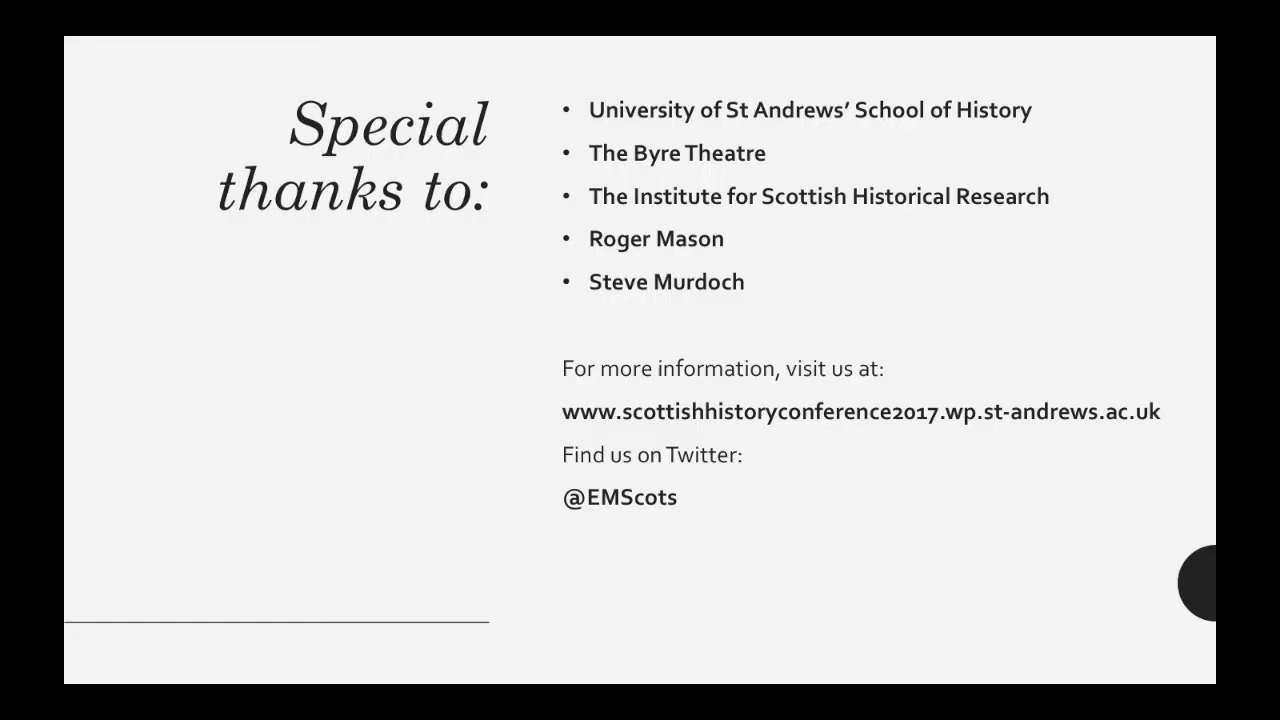 Special
thanks to:
• University of St Andrews’ School of History
• The Byre Theatre
• The Institute for Scottish Historical Research
• Roger Mason
• Steve Murdoch
For more information, visit us at:
www.scottishhistoryconference2017.wp.st-andrews.ac.uk
Find us on Twitter:
@EMScots